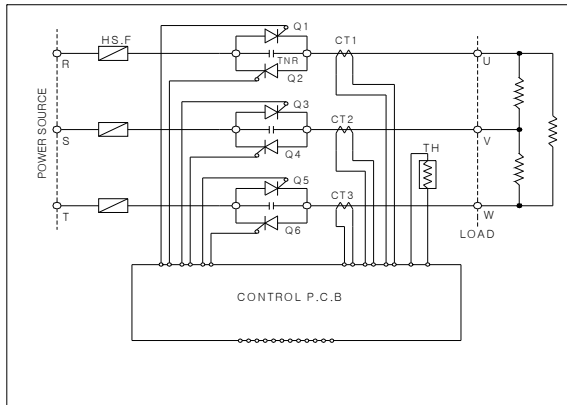 HS.F
Q1
CT1
R
TNR
U
Q2
Q3
CT2
POWER SOURCE
S
V
TH
Q4
Q5
CT3
T
W
Q6
LOAD
CONTROL P.C.B